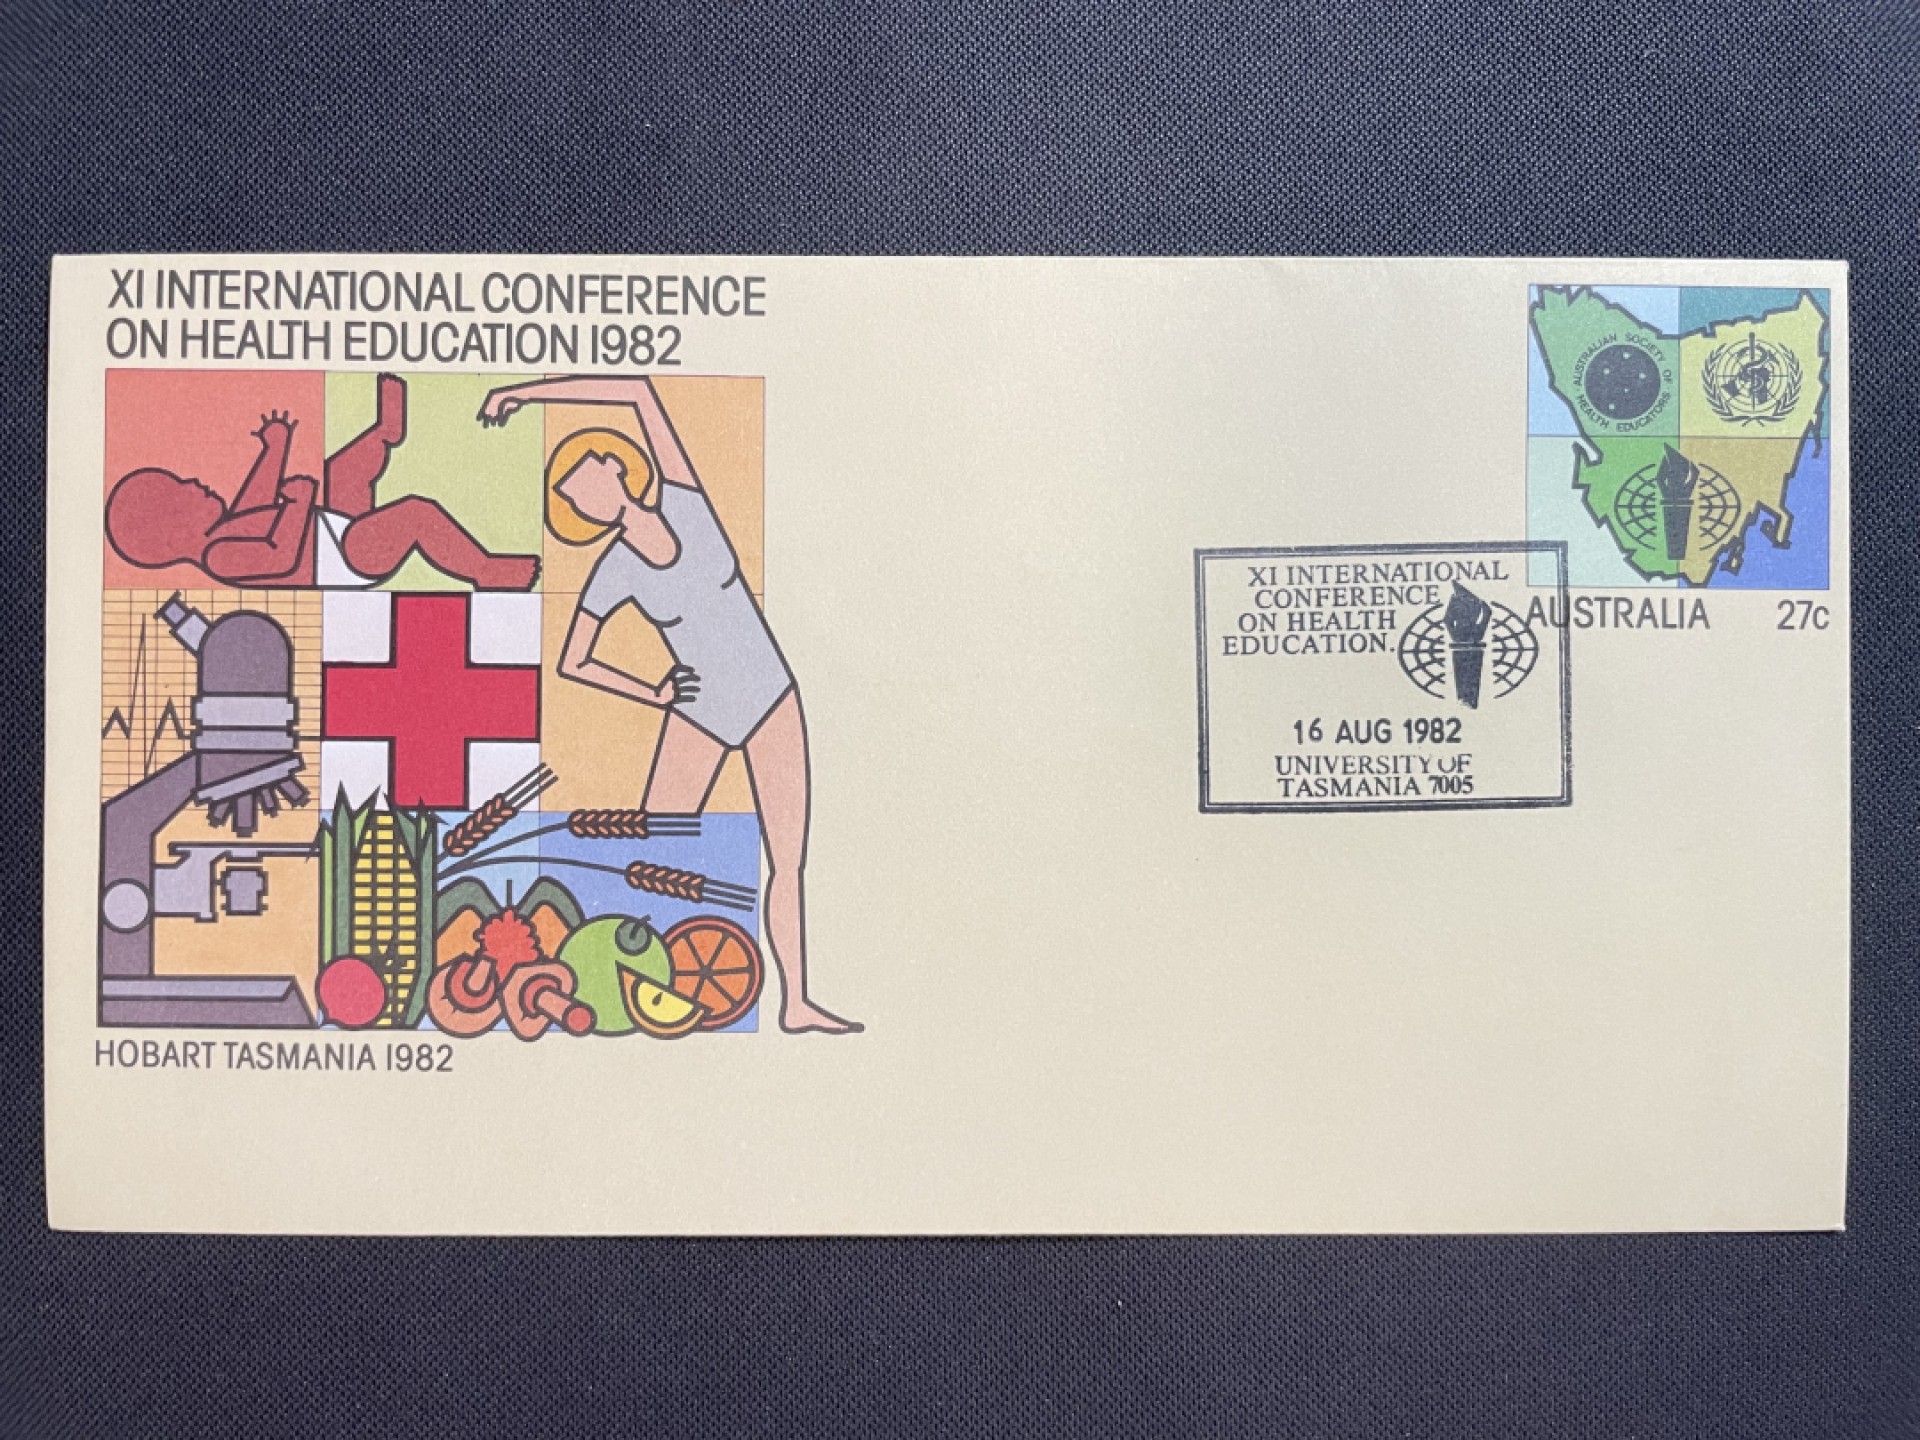 XI INTERNATIONAL CONFERENCE
ON HEALTH EDUCATION 1982
AUSTRALIAN SOCIETY OF
HEALTH EDUCATORS
AUSTRALIA 27c
XI INTERNATIONAL
CONFERENCE
ON HEALTH
EDUCATION.
16 AUG 1982
UNIVERSITY OF
TASMANIA 7005
HOBART TASMANIA 1982